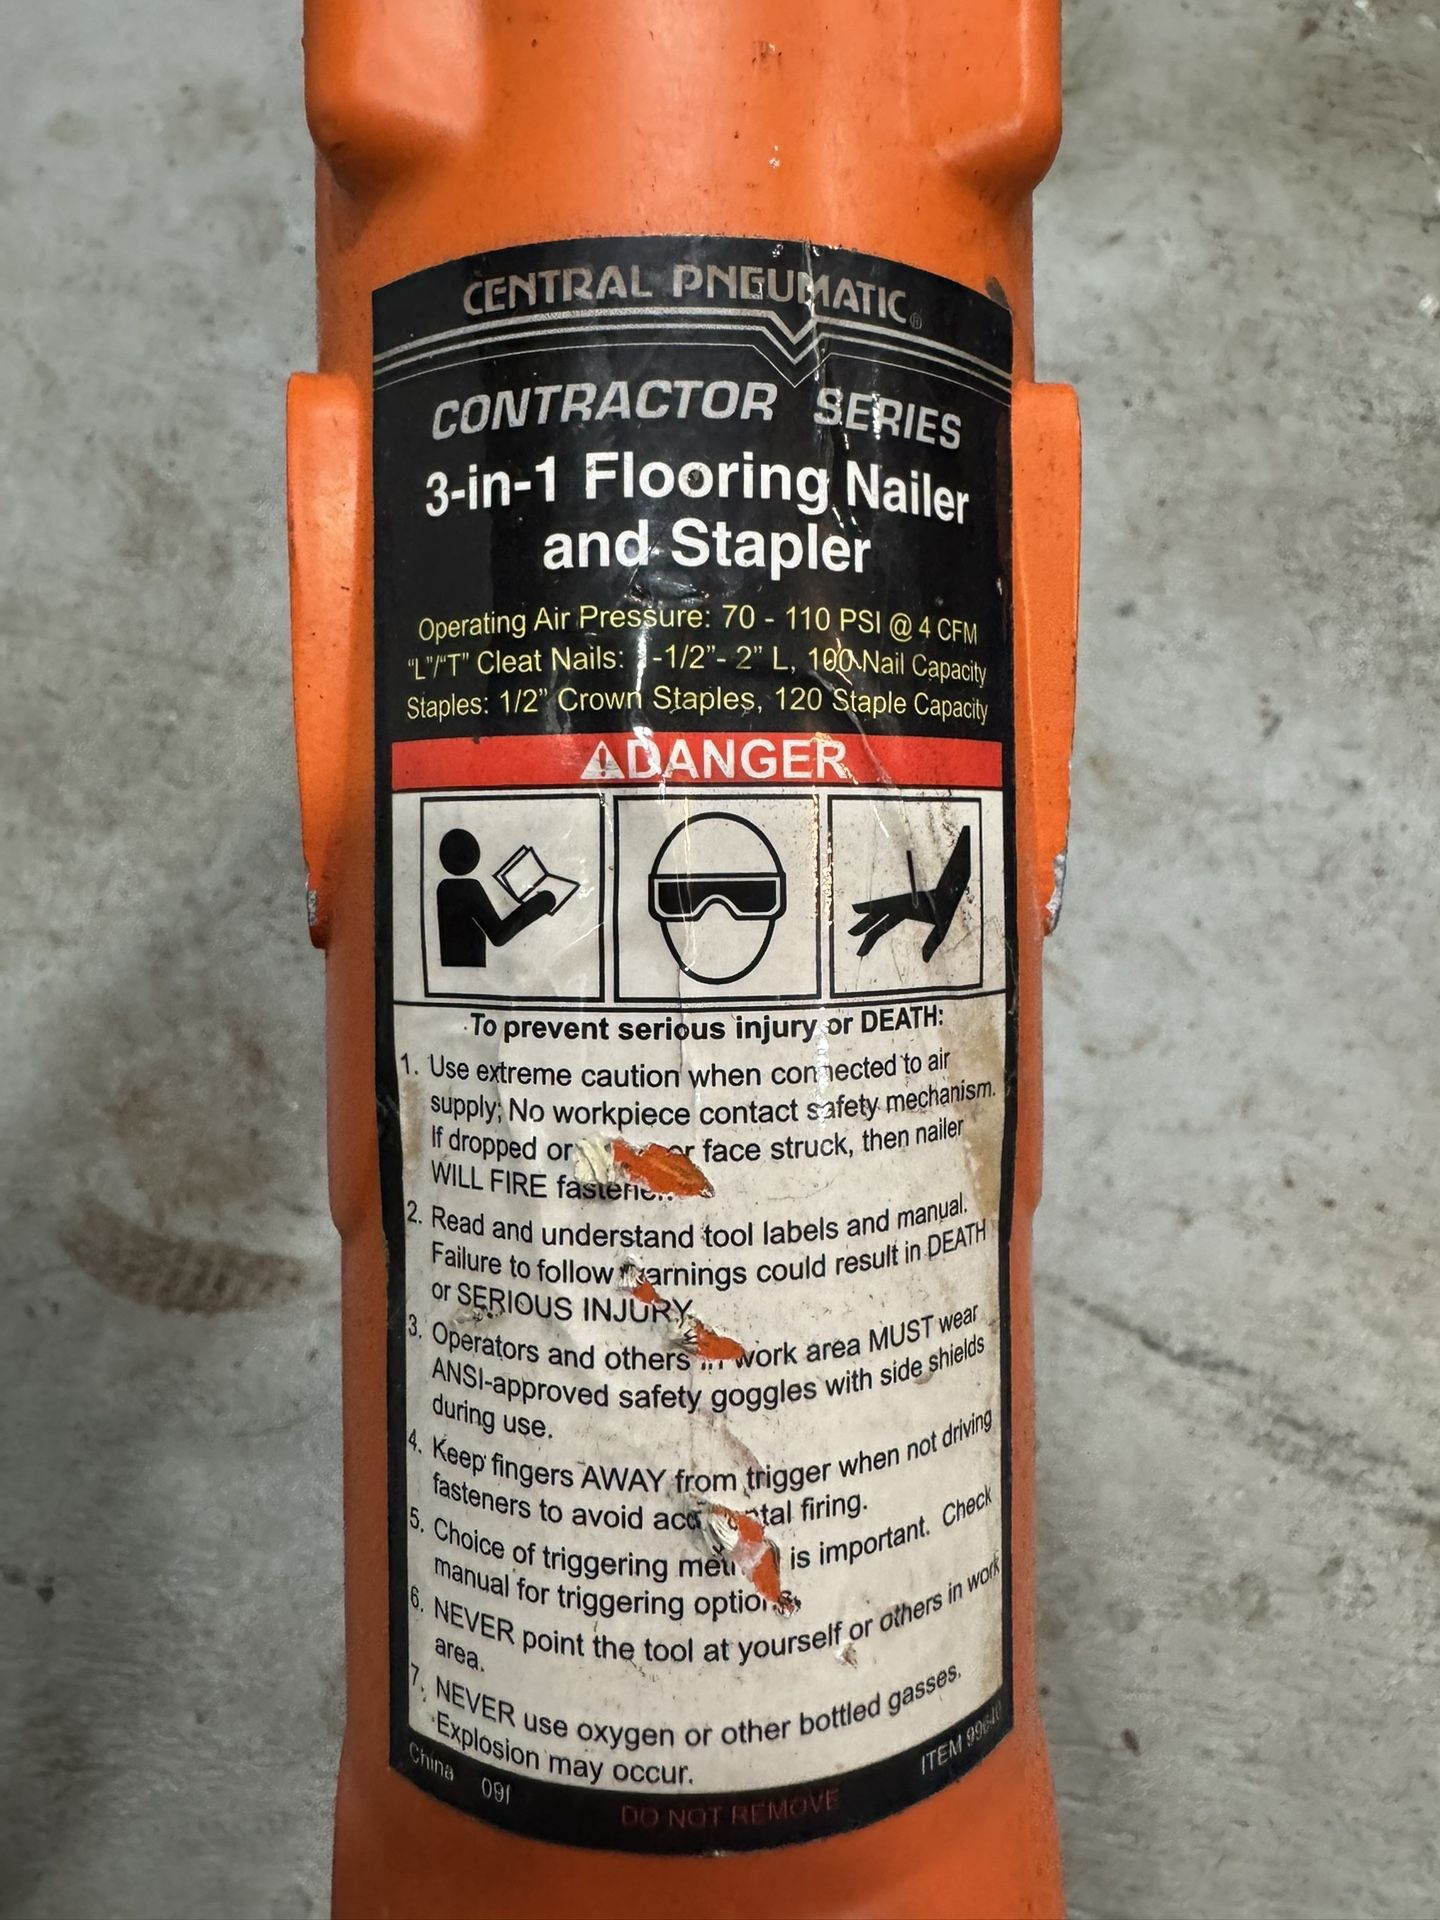 CENTRAL PNEUMATIC®
CONTRACTOR SERIES
3-in-1 Flooring Nailer
and Stapler
Operating Air Pressure: 70 - 110 PSI @ 4 CFM
“L”/“T” Cleat Nails: -1/2”- 2” L, 100 Nail Capacity
Staples: 1/2” Crown Staples, 120 Staple Capacity
⚠DANGER
To prevent serious injury or DEATH:
1. Use extreme caution when connected to air
supply; No workpiece contact safety mechanism.
If dropped or face struck, then nailer
WILL FIRE
2. Read and understand tool labels and manual.
Failure to follow warnings could result in DEATH
or SERIOUS INJURY
3. Operators and others in work area MUST wear
ANSI-approved safety goggles with side shields
during use.
4. Keep fingers AWAY from trigger when not driving
fasteners to avoid firing.
5. Choice of triggering is important. Check
manual for triggering options.
6. NEVER point the tool at yourself or others in work
area.
7. NEVER use oxygen or other bottled gasses.
Explosion may occur.
China 09I DO NOT REMOVE ITEM